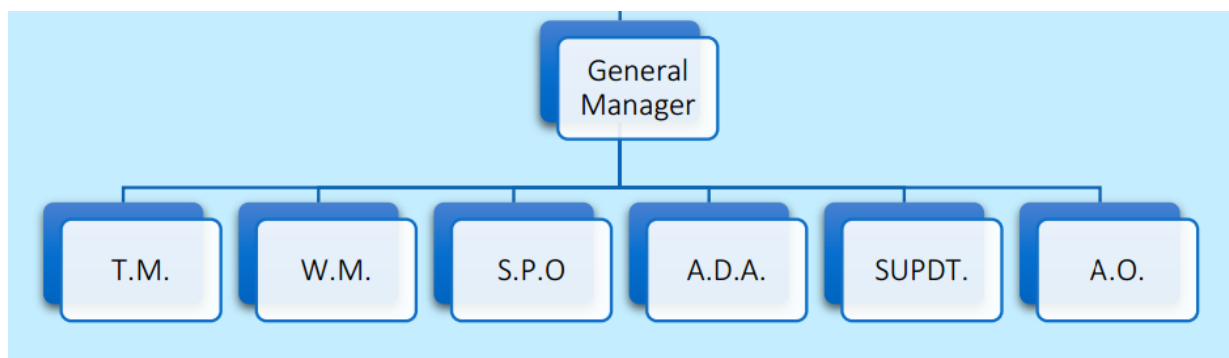 General
Manager
T.M.
W.M.
S.P.O
A.D.A.
SUPDT.
A.O.